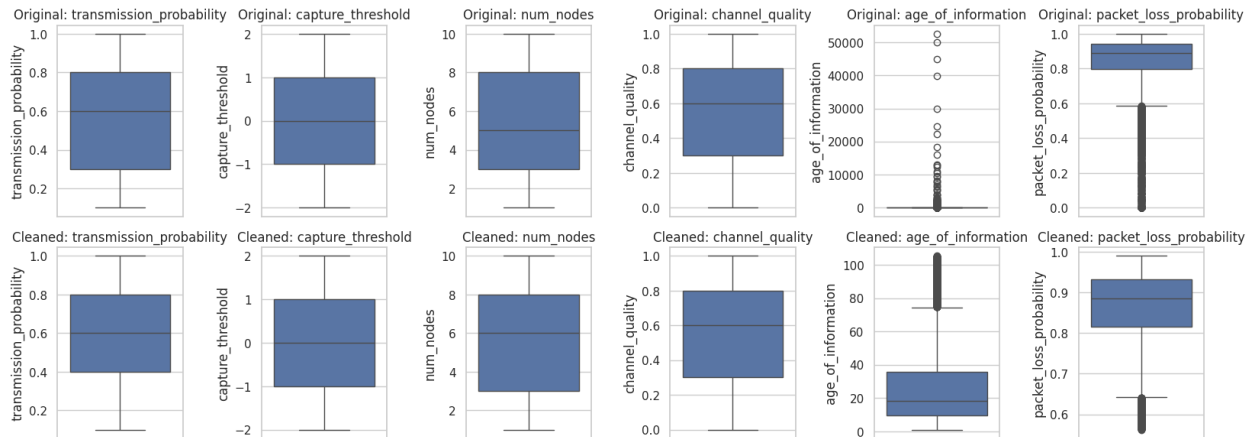 Original: transmission_probability
Original: capture_threshold
Original: num_nodes
Original: channel_quality
Original: age_of_information
Original: packet_loss_probability
transmission_probability
1.0
0.8
0.6
0.4
0.2
capture_threshold
2
1
0
−1
−2
num_nodes
10
8
6
4
2
channel_quality
1.0
0.8
0.6
0.4
0.2
0.0
age_of_information
50000
40000
30000
20000
10000
0
packet_loss_probability
1.0
0.8
0.6
0.4
0.2
0.0
Cleaned: transmission_probability
Cleaned: capture_threshold
Cleaned: num_nodes
Cleaned: channel_quality
Cleaned: age_of_information
Cleaned: packet_loss_probability
transmission_probability
1.0
0.8
0.6
0.4
0.2
capture_threshold
2
1
0
−1
−2
num_nodes
10
8
6
4
2
channel_quality
1.0
0.8
0.6
0.4
0.2
0.0
age_of_information
100
80
60
40
20
0
packet_loss_probability
1.0
0.9
0.8
0.7
0.6